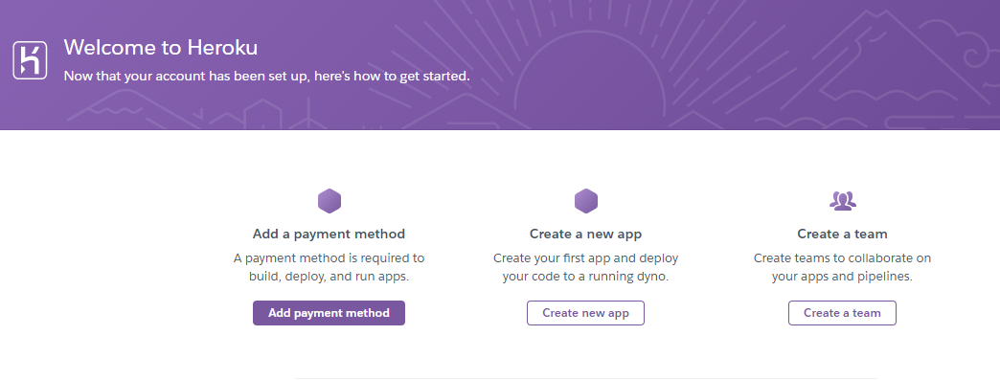 Welcome to Heroku
Now that your account has been set up, here's how to get started.
Add a payment method
A payment method is required to
build, deploy, and run apps.
Add payment method
Create a new app
Create your first app and deploy
your code to a running dyno.
Create new app
Create a team
Create teams to collaborate on
your apps and pipelines.
Create a team